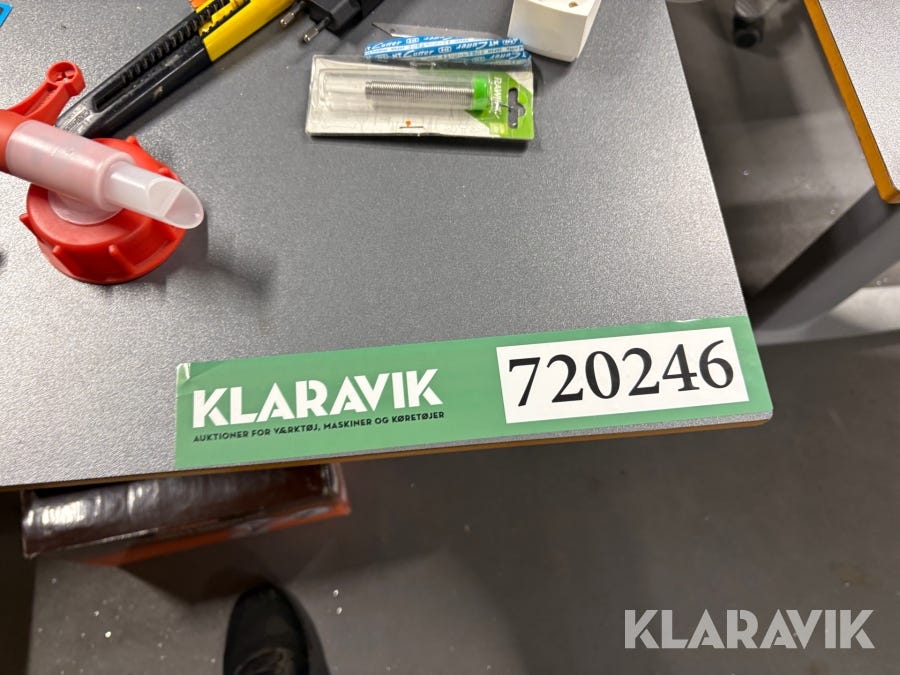 KLARAVIK
AUKTIONER FOR VÆRKTØJ, MASKINER OG KØRETØJER
720246
KLARAVIK